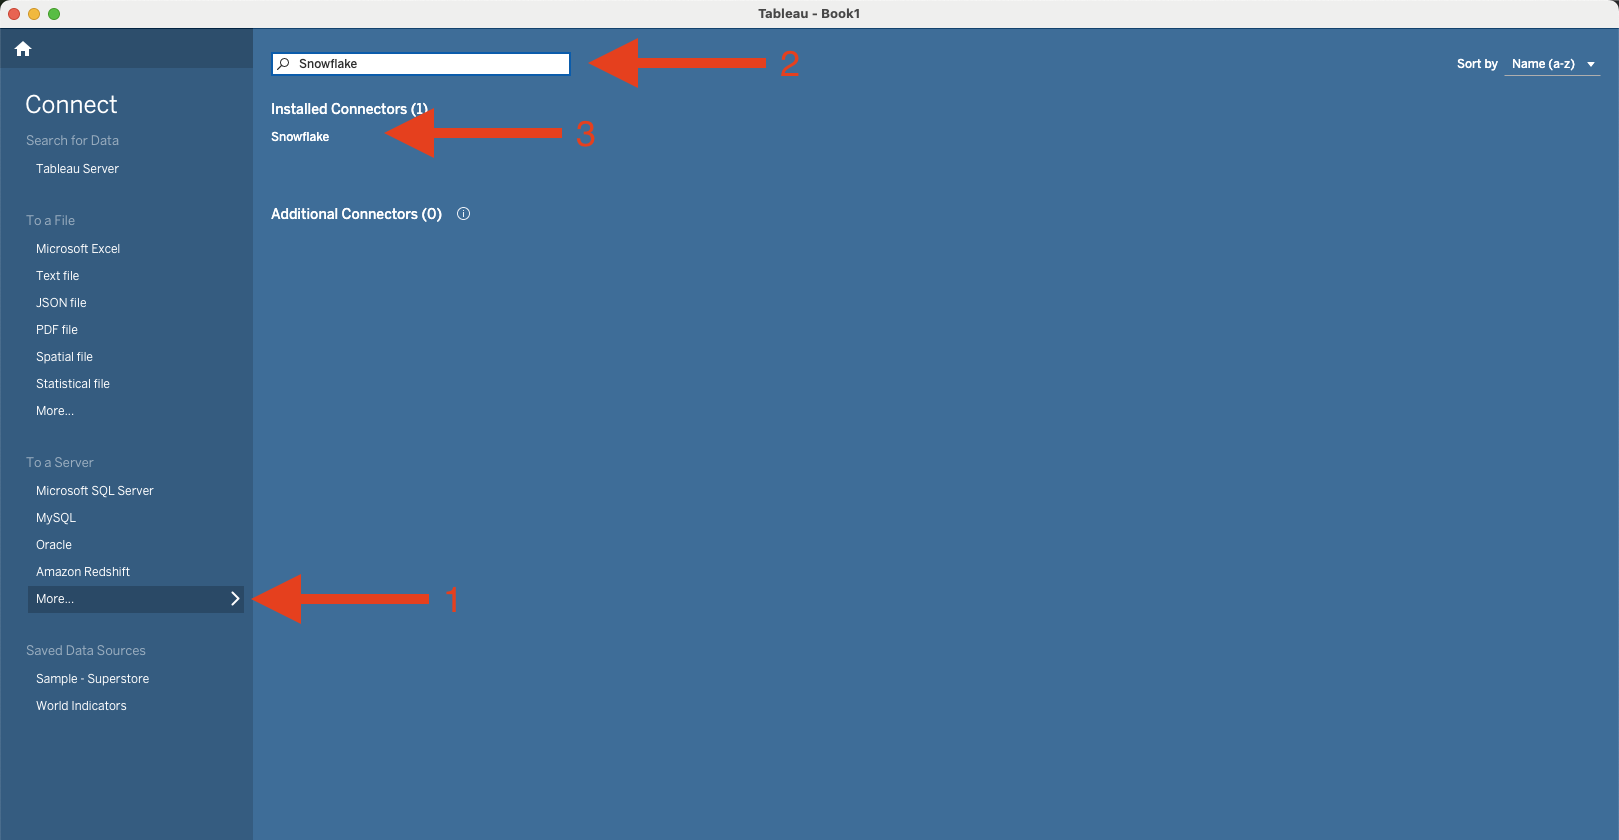 Tableau - Book1
Connect
Search for Data
Tableau Server
To a File
Microsoft Excel
Text file
JSON file
PDF file
Spatial file
Statistical file
More...
To a Server
Microsoft SQL Server
MySQL
Oracle
Amazon Redshift
More...
1
Saved Data Sources
Sample - Superstore
World Indicators
Snowflake
2
Sort by Name (a-z)
Installed Connectors (1)
Snowflake
3
Additional Connectors (0)